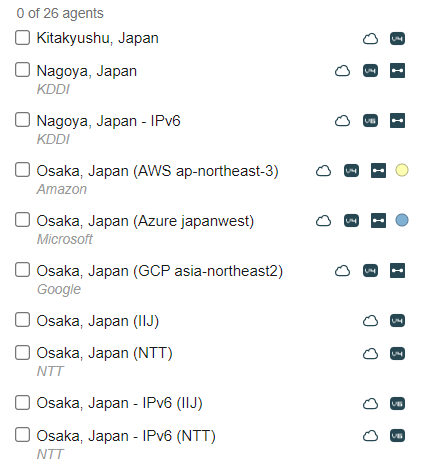 0 of 26 agents
Kitakyushu, Japan V4
Nagoya, Japan V4
KDDI
Nagoya, Japan - IPv6 V6
KDDI
Osaka, Japan (AWS ap-northeast-3) V4
Amazon
Osaka, Japan (Azure japanwest) V4
Microsoft
Osaka, Japan (GCP asia-northeast2) V4
Google
Osaka, Japan (IIJ) V4
Osaka, Japan (NTT) V4
NTT
Osaka, Japan - IPv6 (IIJ) V6
Osaka, Japan - IPv6 (NTT) V6
NTT